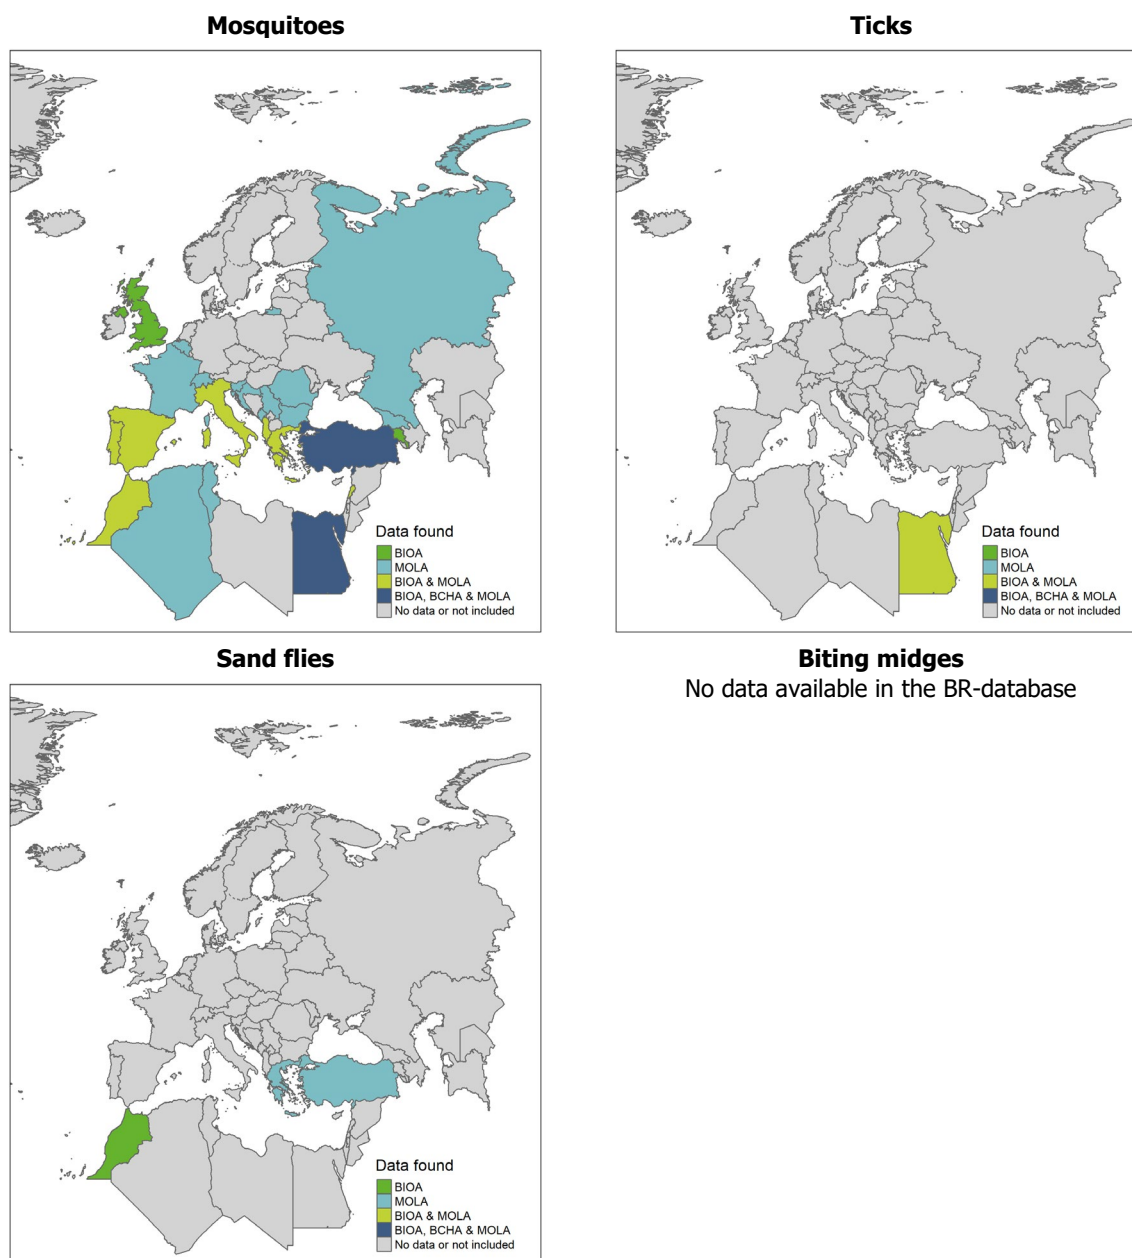 Mosquitoes
Data found
BIOA
MOLA
BIOA & MOLA
BIOA, BCHA & MOLA
No data or not included
Ticks
Data found
BIOA
MOLA
BIOA & MOLA
BIOA, BCHA & MOLA
No data or not included
Sand flies
Data found
BIOA
MOLA
BIOA & MOLA
BIOA, BCHA & MOLA
No data or not included
Biting midges
No data available in the BR-database